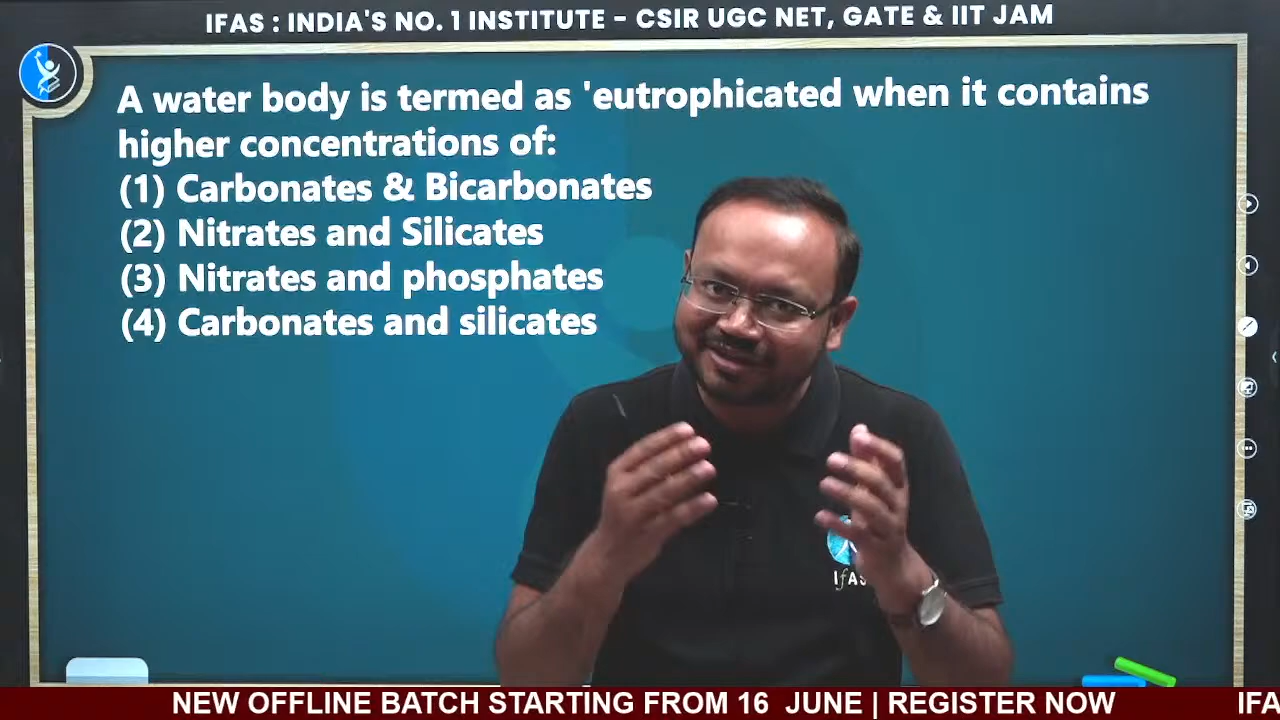 IFAS : INDIA'S NO. 1 INSTITUTE - CSIR UGC NET, GATE & IIT JAM
A water body is termed as 'eutrophicated when it contains
higher concentrations of:
(1) Carbonates & Bicarbonates
(2) Nitrates and Silicates
(3) Nitrates and phosphates
(4) Carbonates and silicates
IfAS
NEW OFFLINE BATCH STARTING FROM 16 JUNE | REGISTER NOW
IFA